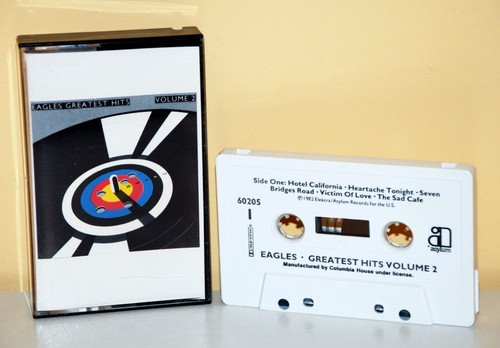 EAGLES GREATEST HITS VOLUME 2
Side One: Hotel California · Heartache Tonight · Seven
Bridges Road · Victim Of Love · The Sad Cafe
℗1982 Elektra/Asylum Records for the U.S.
60205
asylum
EAGLES · GREATEST HITS VOLUME 2
Manufactured by Columbia House under license.